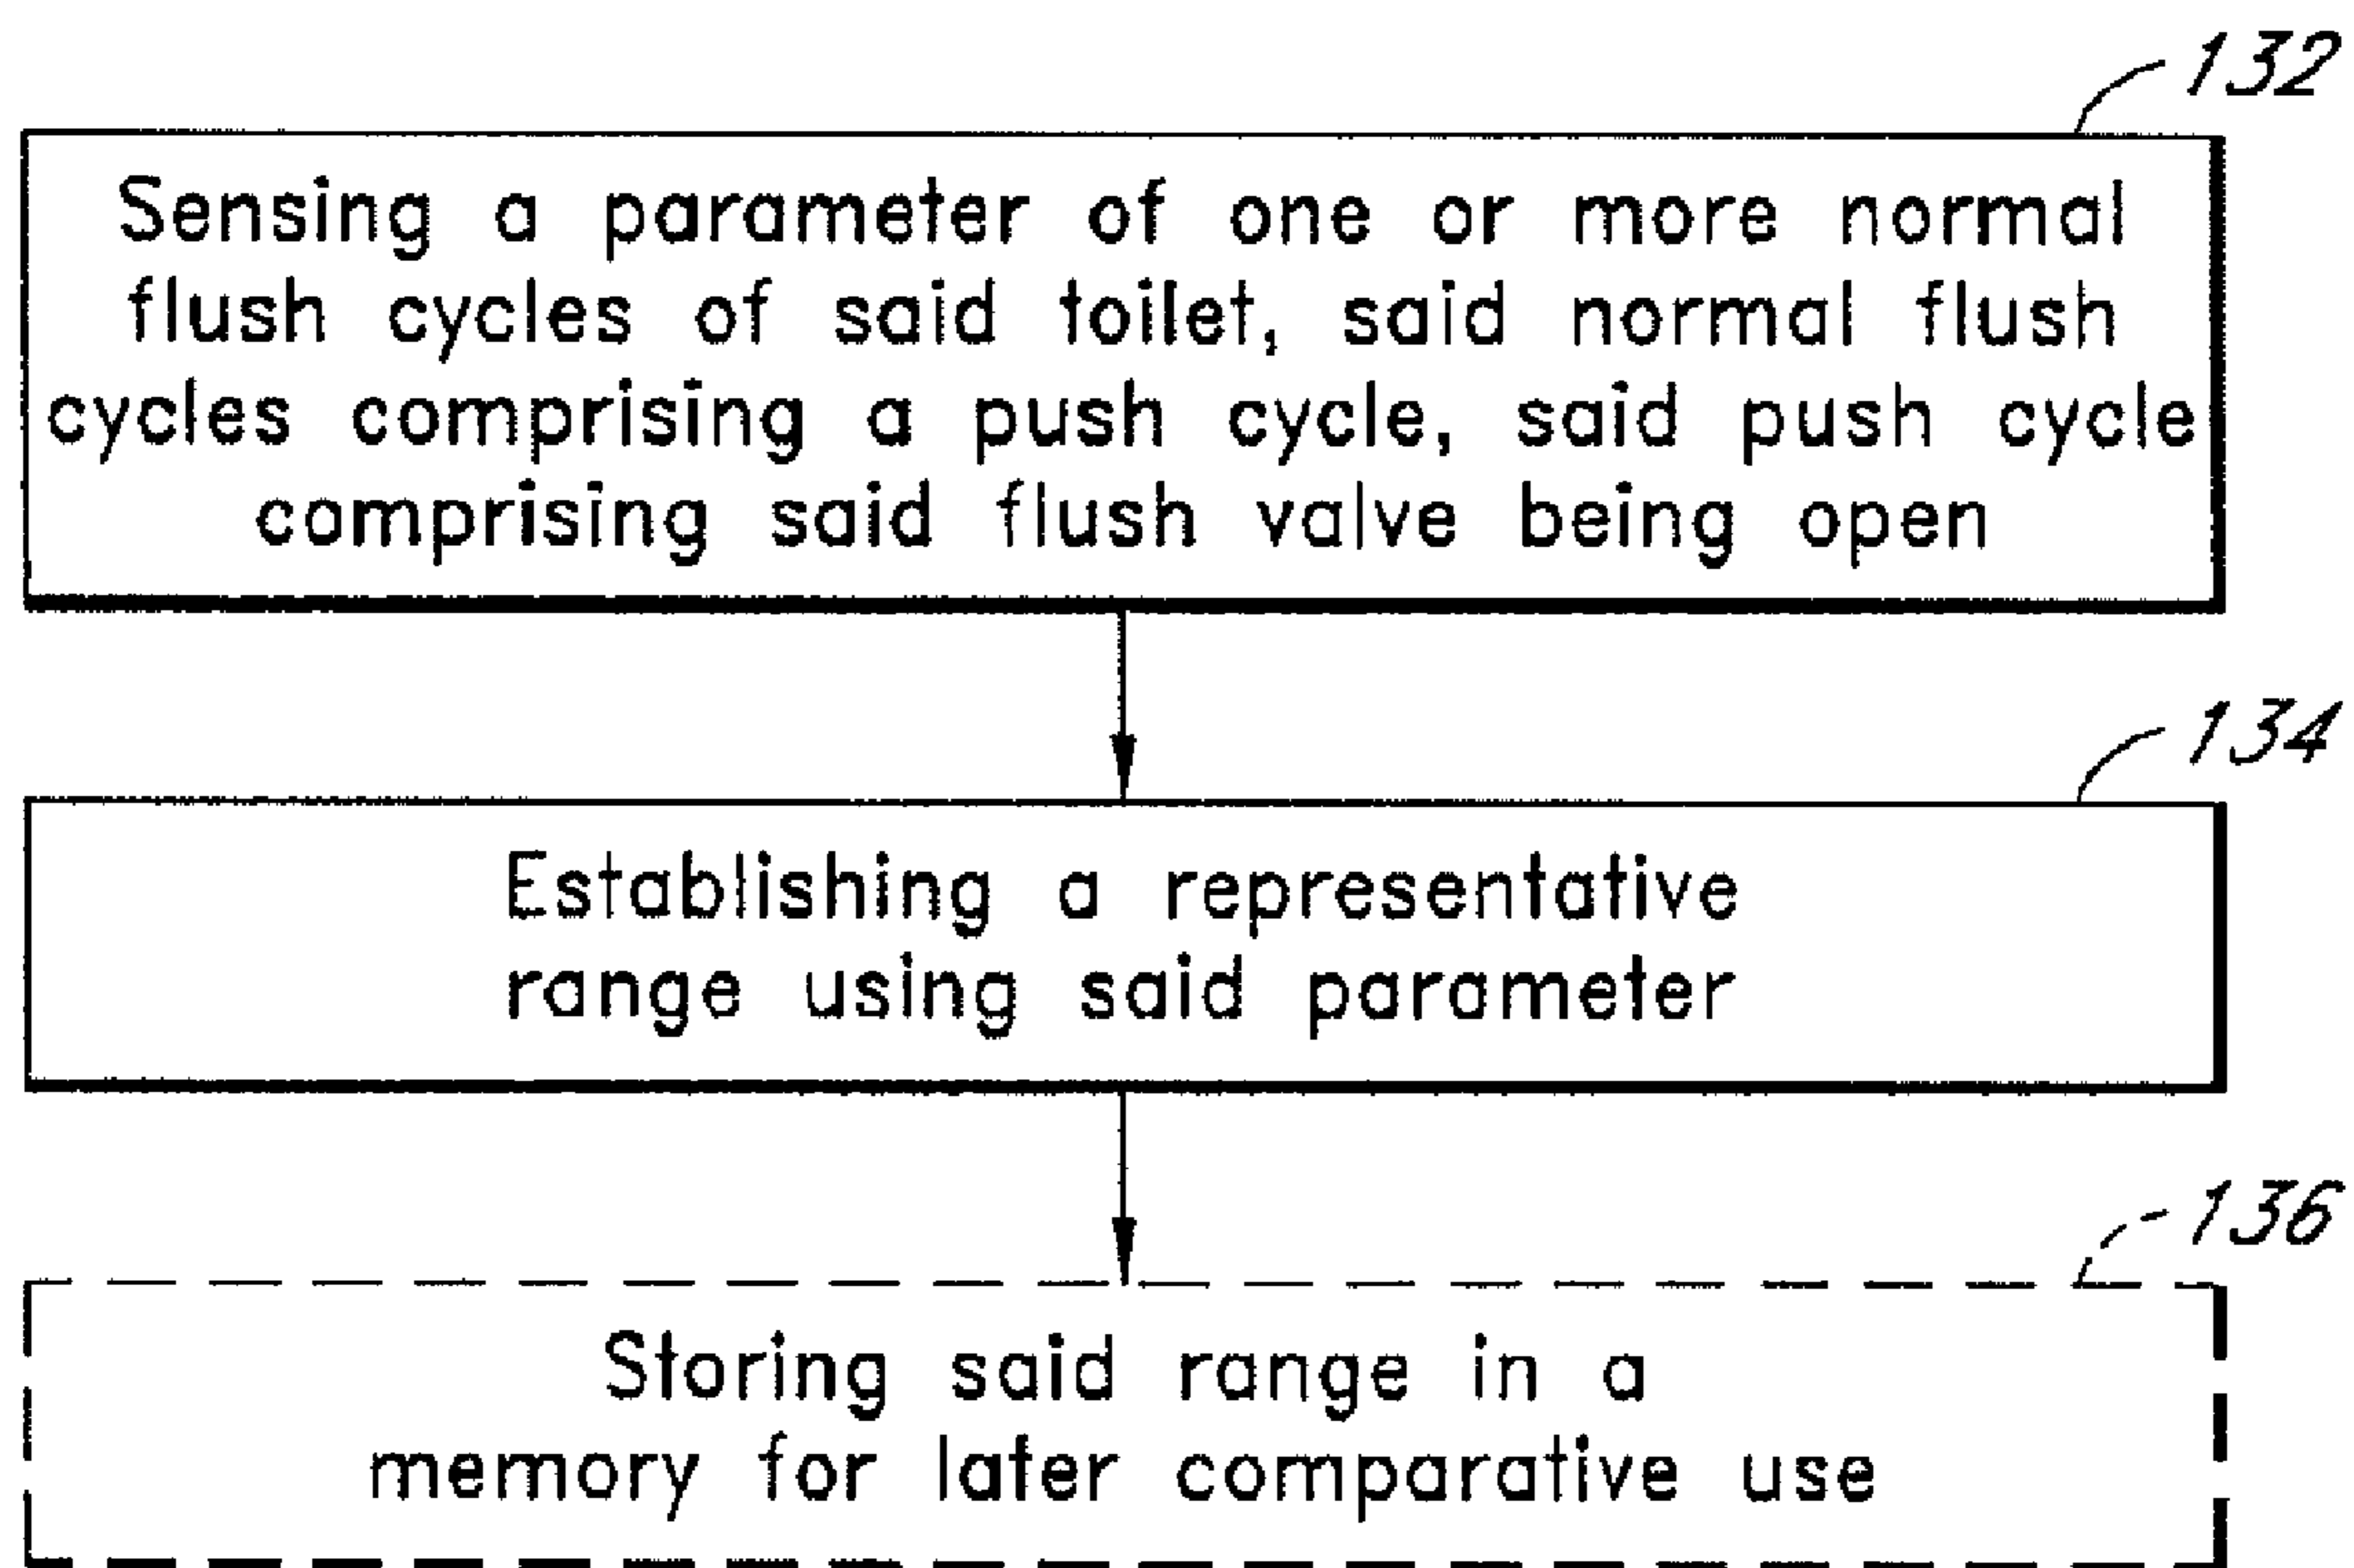 132
Sensing a parameter of one or more normal
flush cycles of said toilet, said normal flush
cycles comprising a push cycle, said push cycle
comprising said flush valve being open
134
Establishing a representative
range using said parameter
136
Storing said range in a
memory for later comparative use